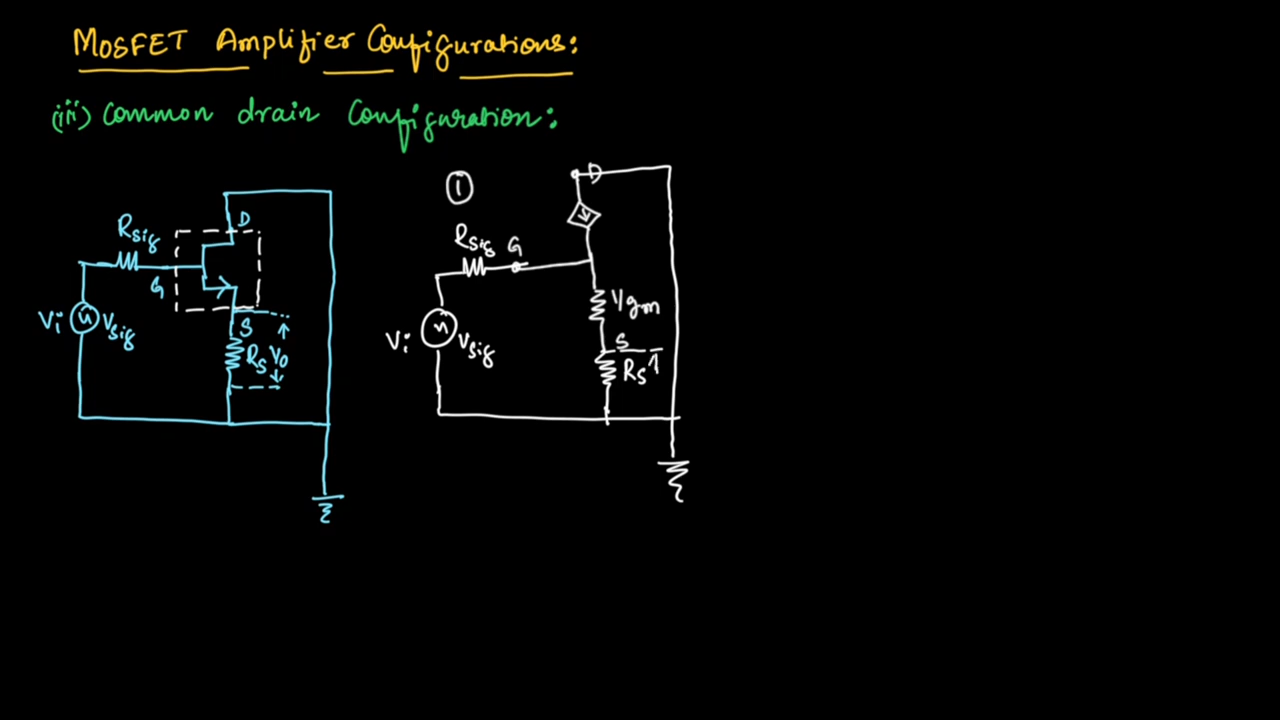 MOSFET Amplifier Configurations:
(iii) Common drain Configuration:
Rsig
D
G
Vi
Vsig
S
Rs
Vo
1
D
Rsig
G
1/gm
Vi
Vsig
S
Rs